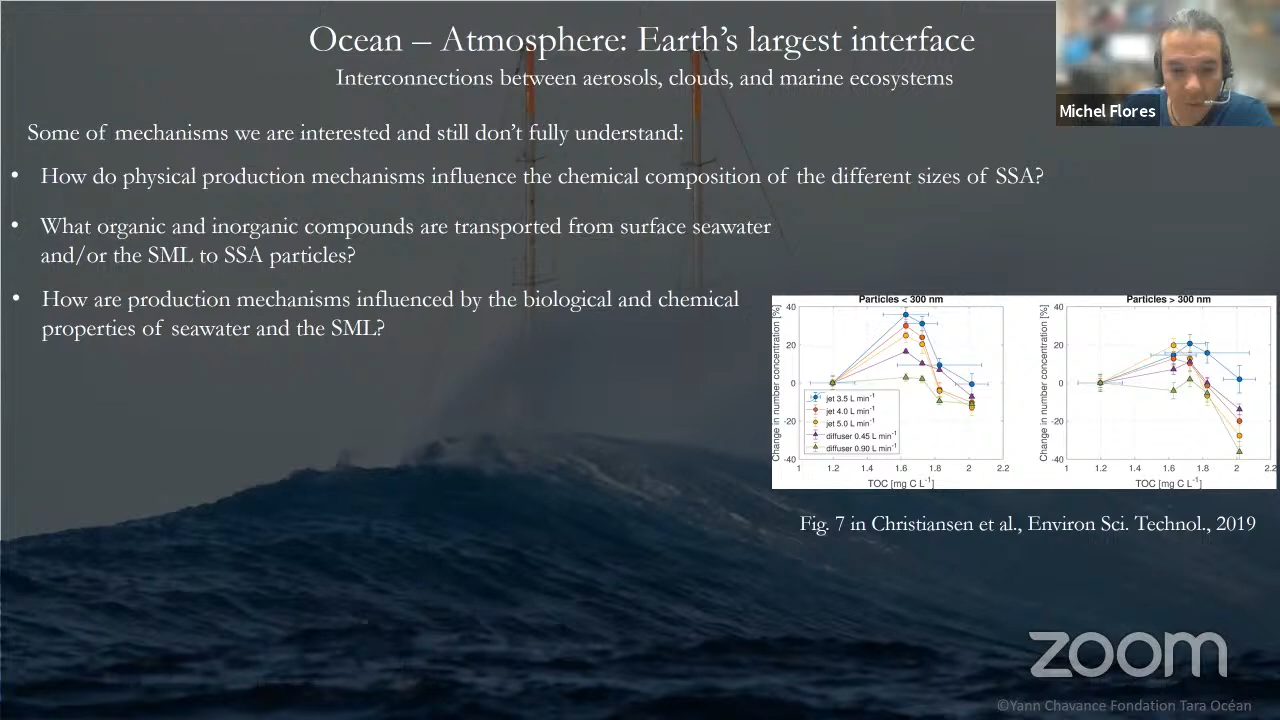 Ocean – Atmosphere: Earth’s largest interface
Interconnections between aerosols, clouds, and marine ecosystems
Michel Flores
Some of mechanisms we are interested and still don’t fully understand:
• How do physical production mechanisms influence the chemical composition of the different sizes of SSA?
• What organic and inorganic compounds are transported from surface seawater
and/or the SML to SSA particles?
• How are production mechanisms influenced by the biological and chemical
properties of seawater and the SML?
Particles < 300 nm
Change in number concentration [%]
40
20
0
-20
-40
jet 3.5 L min-1
jet 4.0 L min-1
jet 5.0 L min-1
diffuser 0.45 L min-1
diffuser 0.90 L min-1
1 1.2 1.4 1.6 1.8 2 2.2
TOC [mg C L-1]
Particles > 300 nm
Change in number concentration [%]
40
20
0
-20
-40
1 1.2 1.4 1.6 1.8 2 2.2
TOC [mg C L-1]
Fig. 7 in Christiansen et al., Environ Sci. Technol., 2019
zoom
©Yann Chavance Fondation Tara Océan